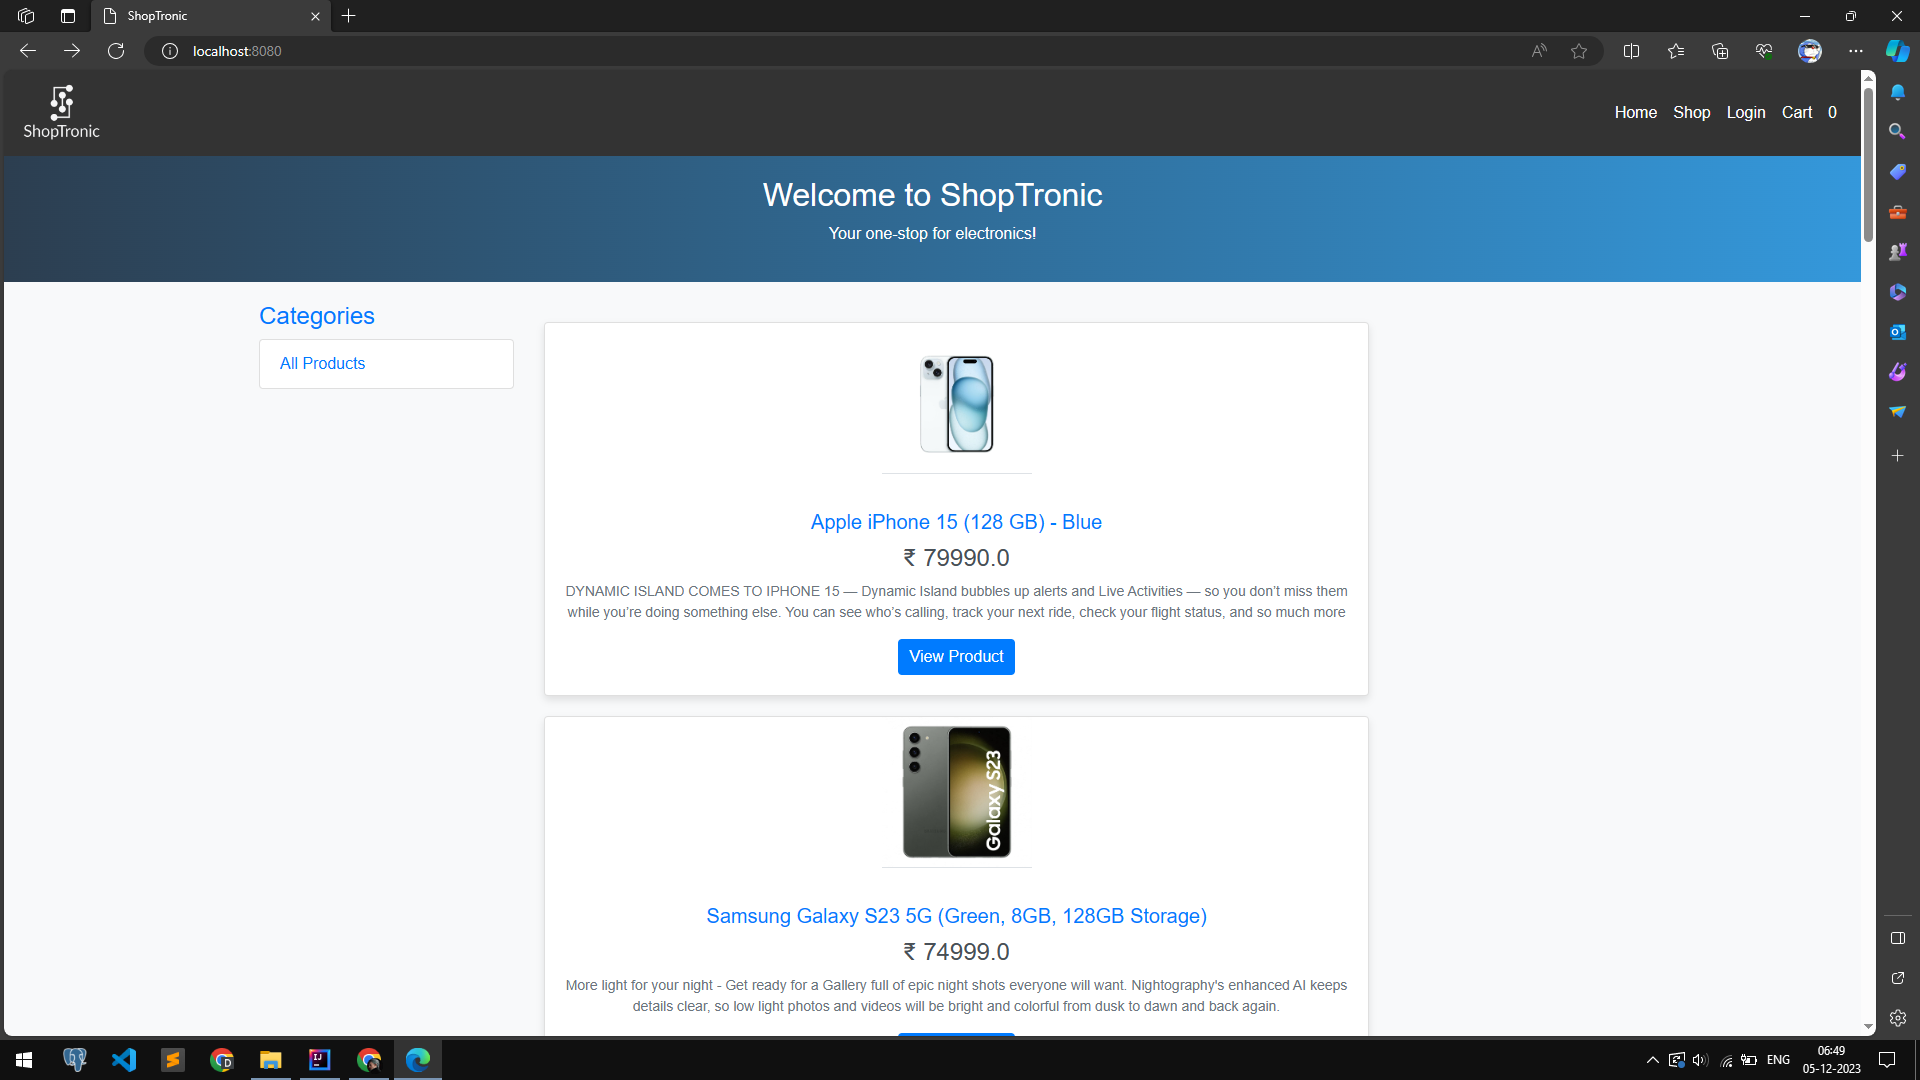 ShopTronic
localhost:8080
ShopTronic
Home Shop Login Cart 0
Welcome to ShopTronic
Your one-stop for electronics!
Categories
All Products
Apple iPhone 15 (128 GB) - Blue
₹ 79990.0
DYNAMIC ISLAND COMES TO IPHONE 15 — Dynamic Island bubbles up alerts and Live Activities — so you don’t miss them
while you’re doing something else. You can see who’s calling, track your next ride, check your flight status, and so much more
View Product
Galaxy S23
Samsung Galaxy S23 5G (Green, 8GB, 128GB Storage)
₹ 74999.0
More light for your night - Get ready for a Gallery full of epic night shots everyone will want. Nightography's enhanced AI keeps
details clear, so low light photos and videos will be bright and colorful from dusk to dawn and back again.
ENG
06:49
05-12-2023